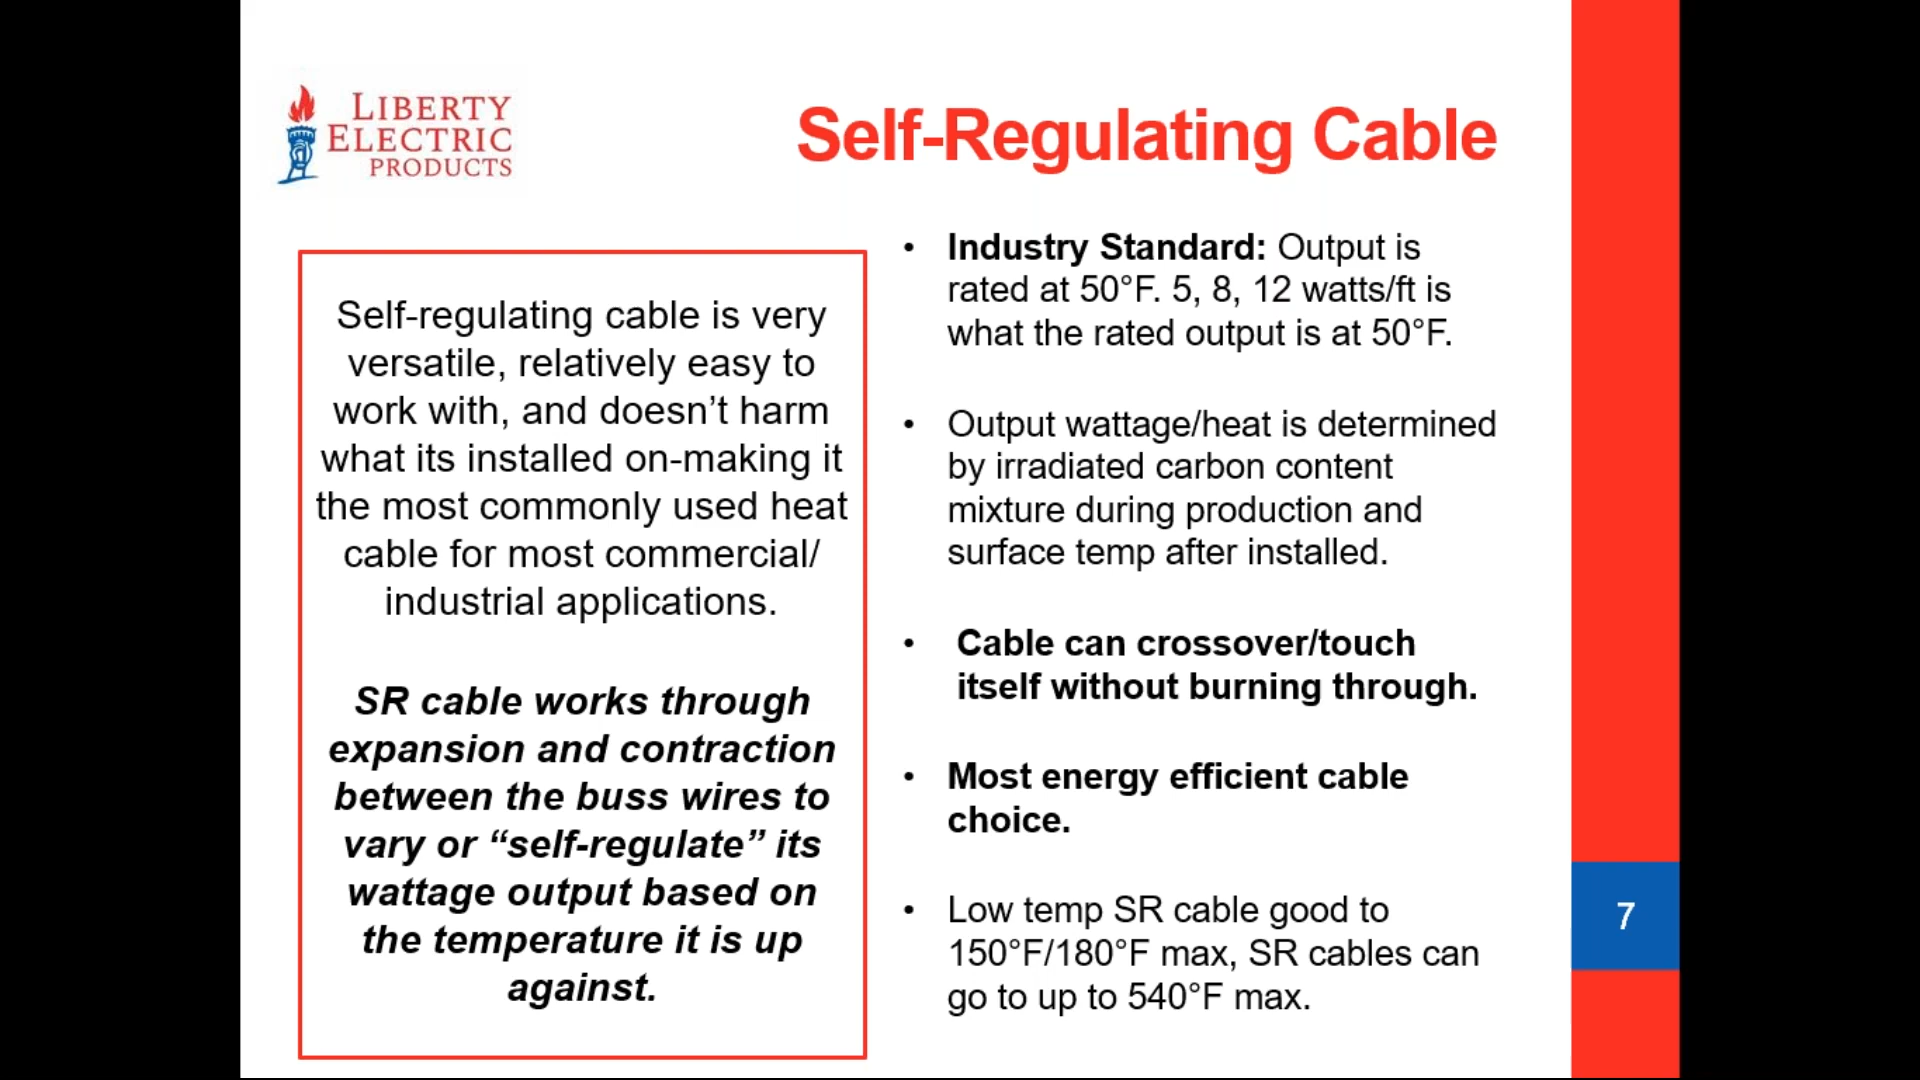 LIBERTY
ELECTRIC
PRODUCTS
Self-Regulating Cable
Self-regulating cable is very
versatile, relatively easy to
work with, and doesn’t harm
what its installed on-making it
the most commonly used heat
cable for most commercial/
industrial applications.
SR cable works through
expansion and contraction
between the buss wires to
vary or “self-regulate” its
wattage output based on
the temperature it is up
against.
• Industry Standard: Output is
rated at 50°F. 5, 8, 12 watts/ft is
what the rated output is at 50°F.
• Output wattage/heat is determined
by irradiated carbon content
mixture during production and
surface temp after installed.
• Cable can crossover/touch
itself without burning through.
• Most energy efficient cable
choice.
• Low temp SR cable good to
150°F/180°F max, SR cables can
go to up to 540°F max.
7